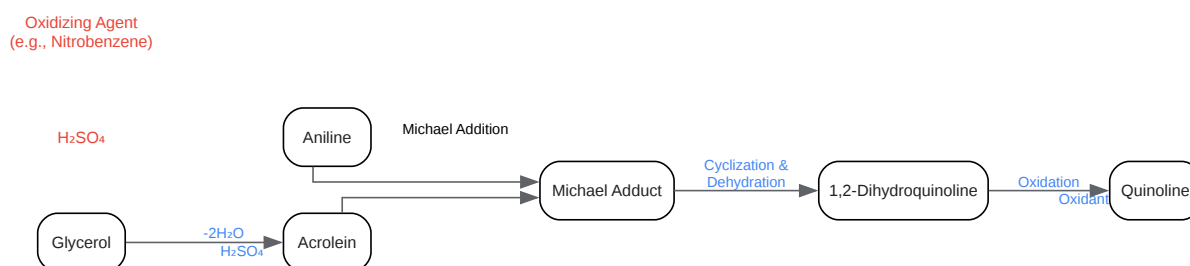 Oxidizing Agent
(e.g., Nitrobenzene)
H₂SO₄
Aniline
Michael Addition
Glycerol
-2H₂O
H₂SO₄
Acrolein
Michael Adduct
Cyclization &
Dehydration
1,2-Dihydroquinoline
Oxidation
Oxidant
Quinoline